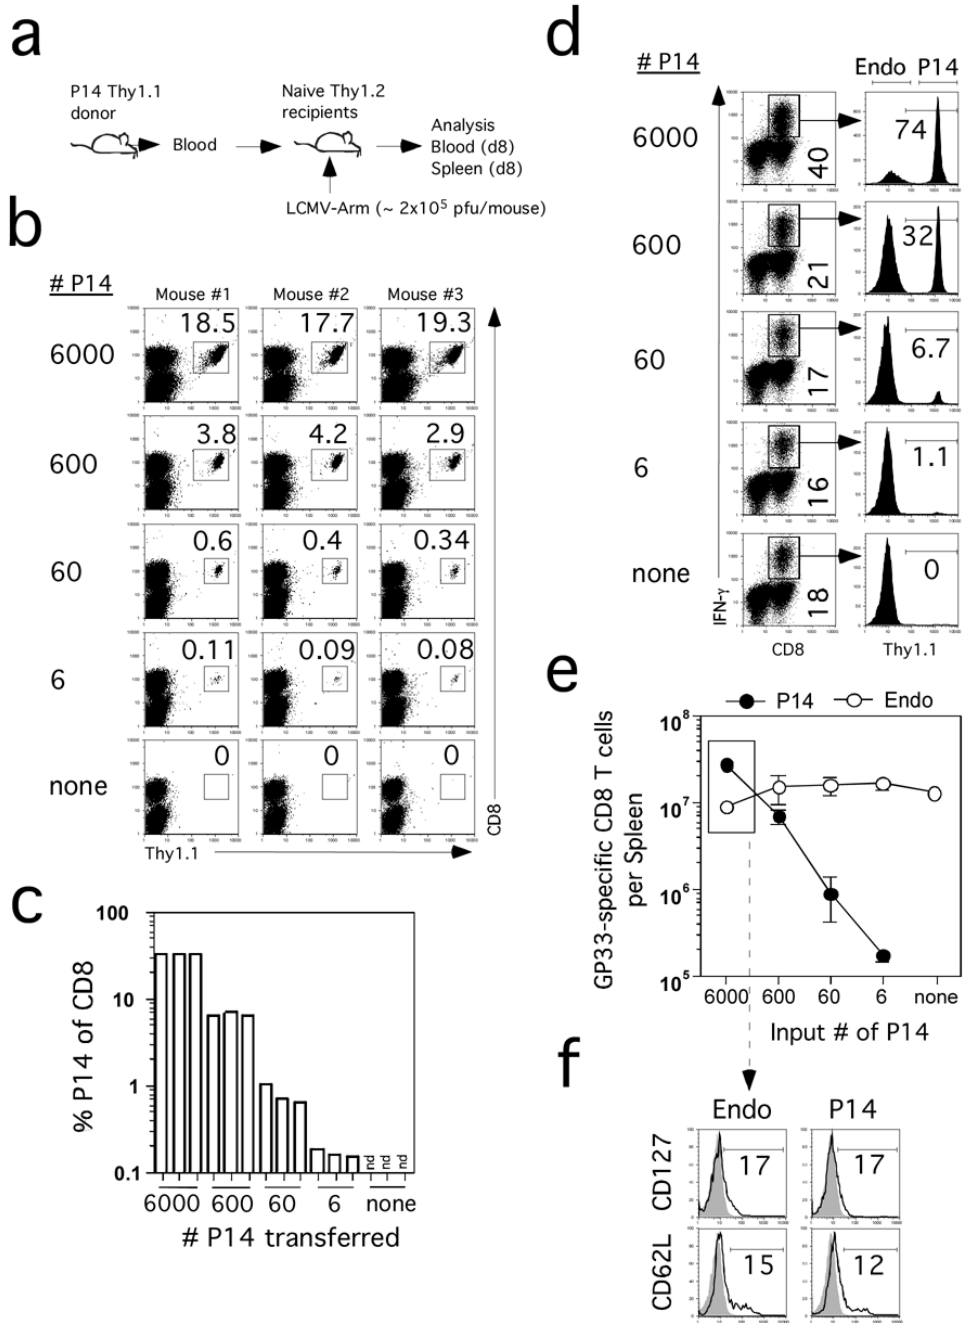 a
P14 Thy1.1
donor
Blood
Naive Thy1.2
recipients
Analysis
Blood (d8)
Spleen (d8)
LCMV-Arm (~ 2x10⁵ pfu/mouse)
b
# P14
Mouse #1 Mouse #2 Mouse #3
6000 18.5 17.7 19.3
600 3.8 4.2 2.9
60 0.6 0.4 0.34
6 0.11 0.09 0.08
none 0 0 0
CD8
Thy1.1
c
% P14 of CD8
100
10
1
0.1
nd nd nd
6000 600 60 6 none
# P14 transferred
d
# P14
Endo P14
6000 40 74
600 21 32
60 17 6.7
6 16 1.1
none 18 0
IFN-γ
CD8 Thy1.1
e
P14 Endo
GP33-specific CD8 T cells
per Spleen
10⁸
10⁷
10⁶
10⁵
6000 600 60 6 none
Input # of P14
f
Endo P14
CD127 17 17
CD62L 15 12